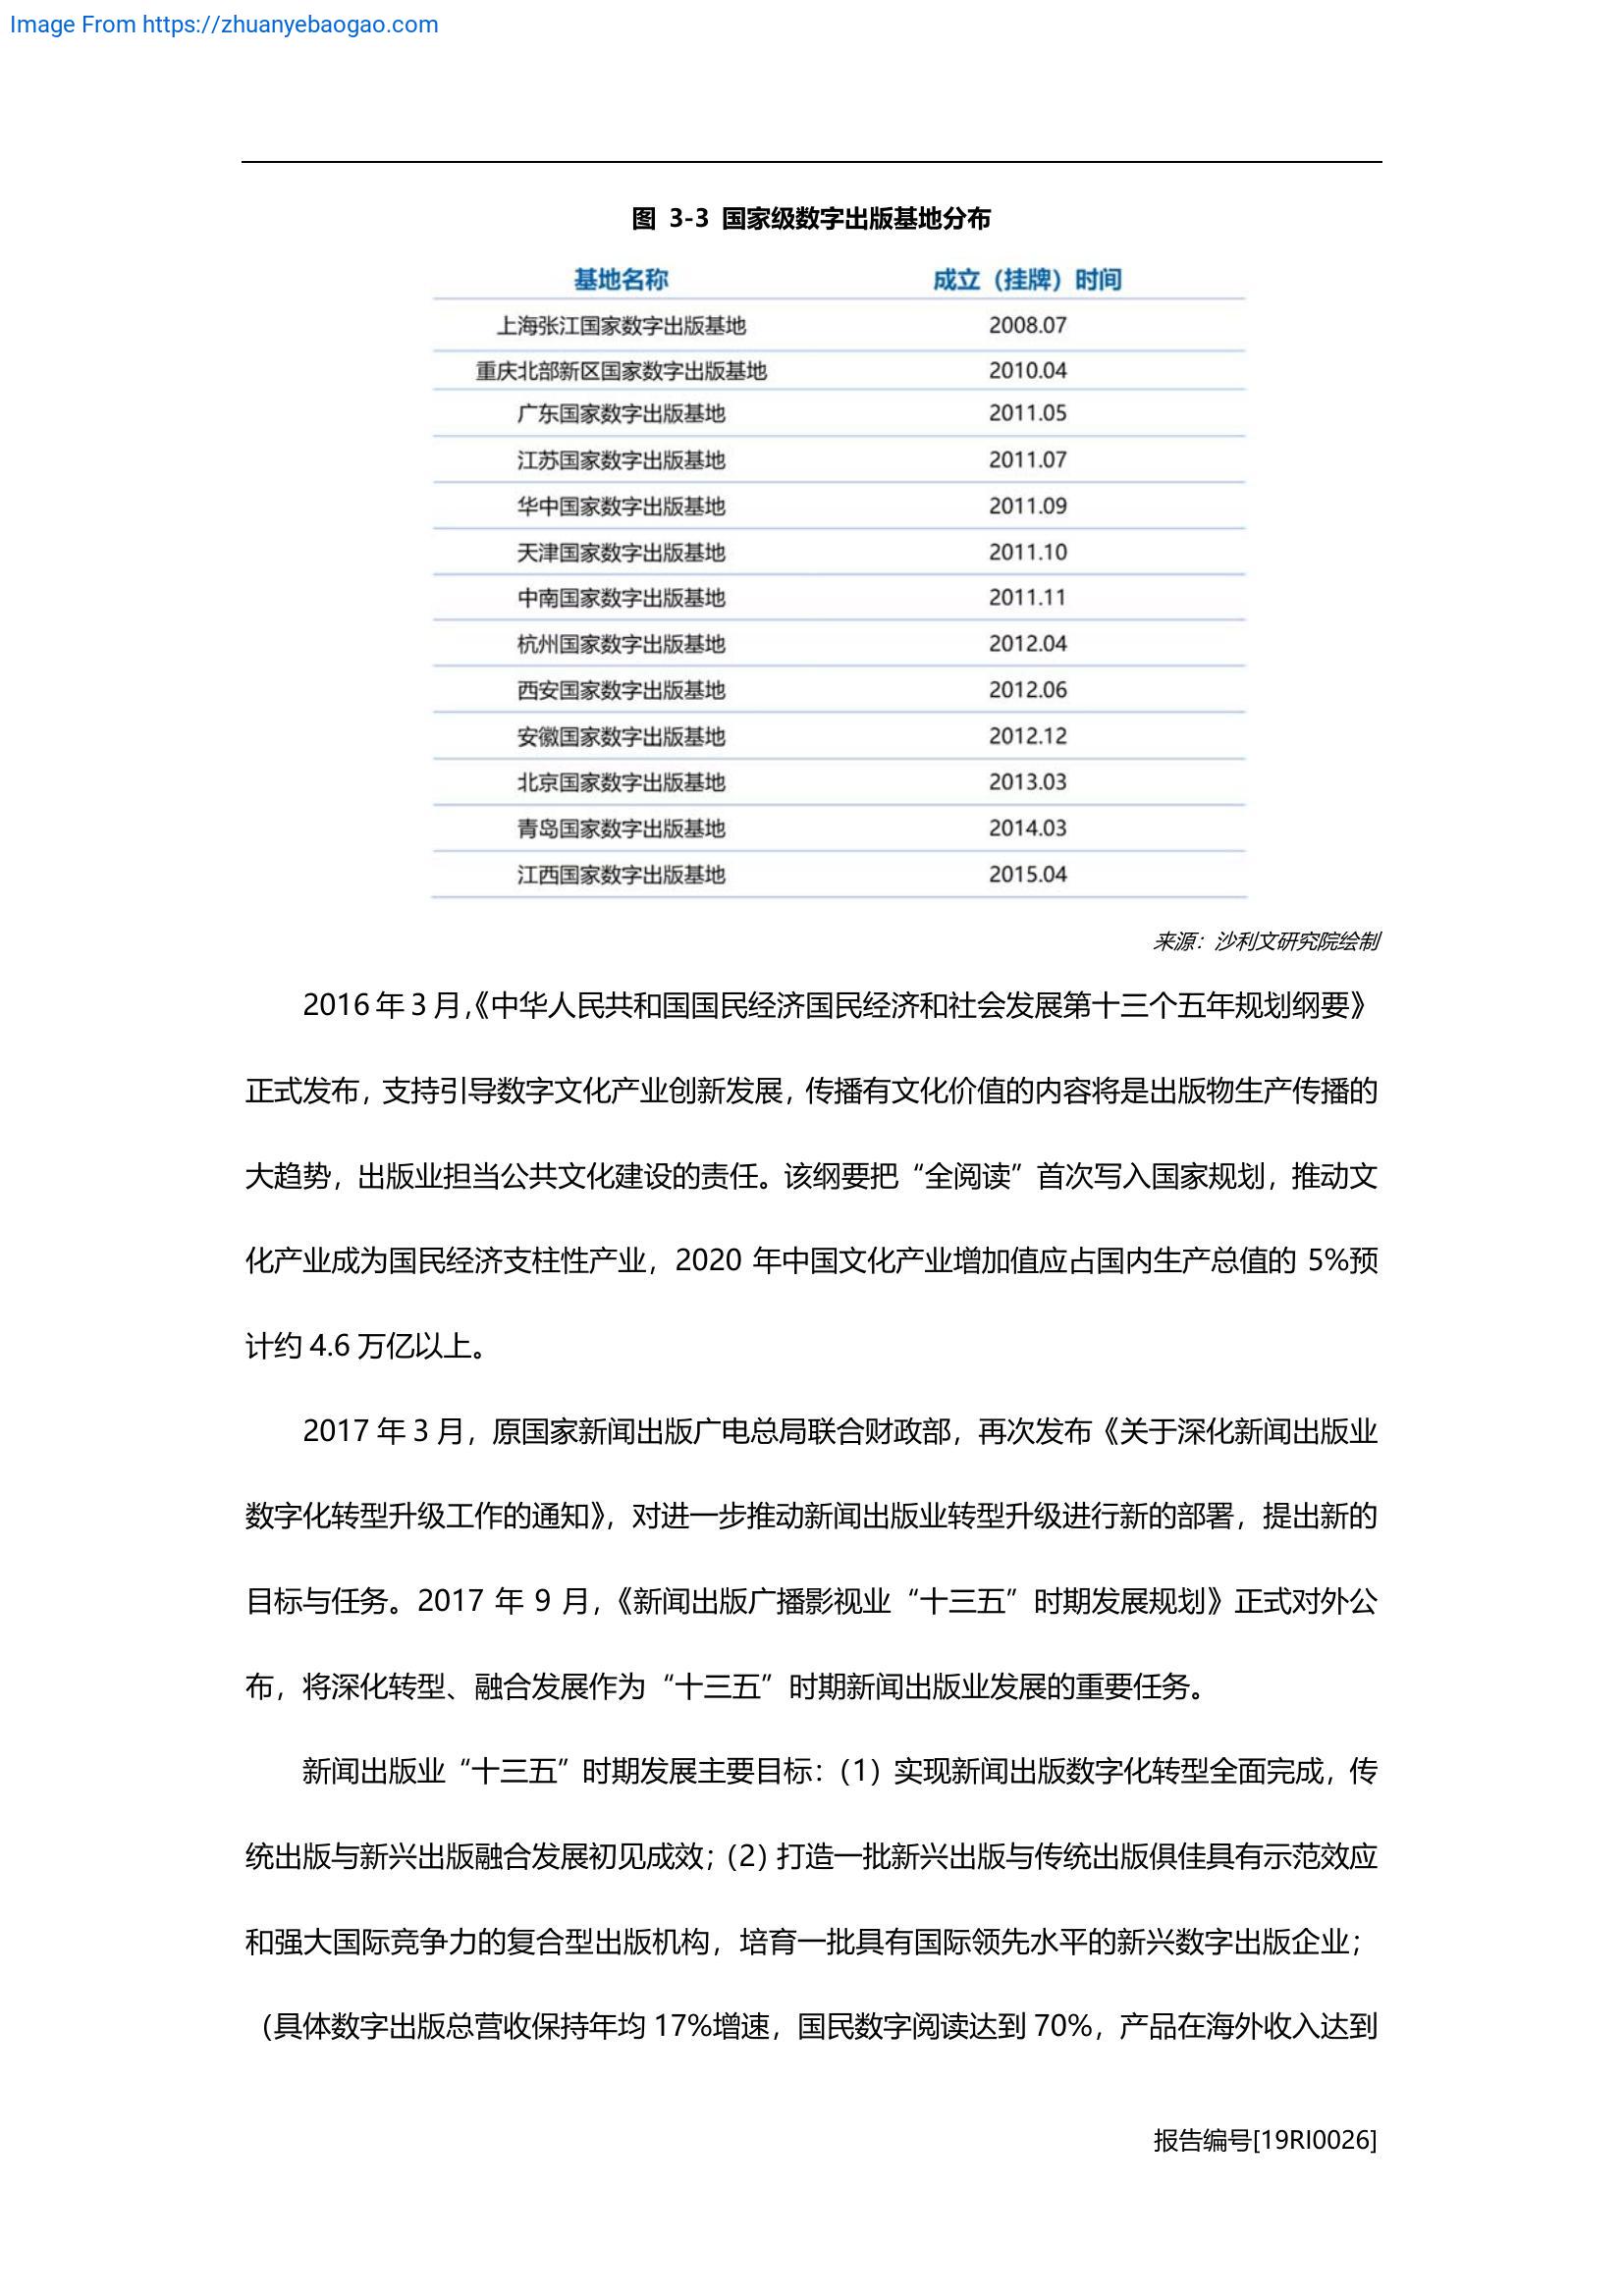 Image From https://zhuanyebaogao.com
图 3-3 国家级数字出版基地分布
基地名称 成立（挂牌）时间
上海张江国家数字出版基地 2008.07
重庆北部新区国家数字出版基地 2010.04
广东国家数字出版基地 2011.05
江苏国家数字出版基地 2011.07
华中国家数字出版基地 2011.09
天津国家数字出版基地 2011.10
中南国家数字出版基地 2011.11
杭州国家数字出版基地 2012.04
西安国家数字出版基地 2012.06
安徽国家数字出版基地 2012.12
北京国家数字出版基地 2013.03
青岛国家数字出版基地 2014.03
江西国家数字出版基地 2015.04
来源：沙利文研究院绘制
2016 年 3 月，《中华人民共和国国民经济国民经济和社会发展第十三个五年规划纲要》
正式发布，支持引导数字文化产业创新发展，传播有文化价值的内容将是出版物生产传播的
大趋势，出版业担当公共文化建设的责任。该纲要把“全阅读”首次写入国家规划，推动文
化产业成为国民经济支柱性产业，2020 年中国文化产业增加值应占国内生产总值的 5%预
计约 4.6 万亿以上。
2017 年 3 月，原国家新闻出版广电总局联合财政部，再次发布《关于深化新闻出版业
数字化转型升级工作的通知》，对进一步推动新闻出版业转型升级进行新的部署，提出新的
目标与任务。2017 年 9 月，《新闻出版广播影视业“十三五”时期发展规划》正式对外公
布，将深化转型、融合发展作为“十三五”时期新闻出版业发展的重要任务。
新闻出版业“十三五”时期发展主要目标：（1）实现新闻出版数字化转型全面完成，传
统出版与新兴出版融合发展初见成效；（2）打造一批新兴出版与传统出版俱佳具有示范效应
和强大国际竞争力的复合型出版机构，培育一批具有国际领先水平的新兴数字出版企业；
（具体数字出版总营收保持年均 17%增速，国民数字阅读达到 70%，产品在海外收入达到
报告编号[19RI0026]